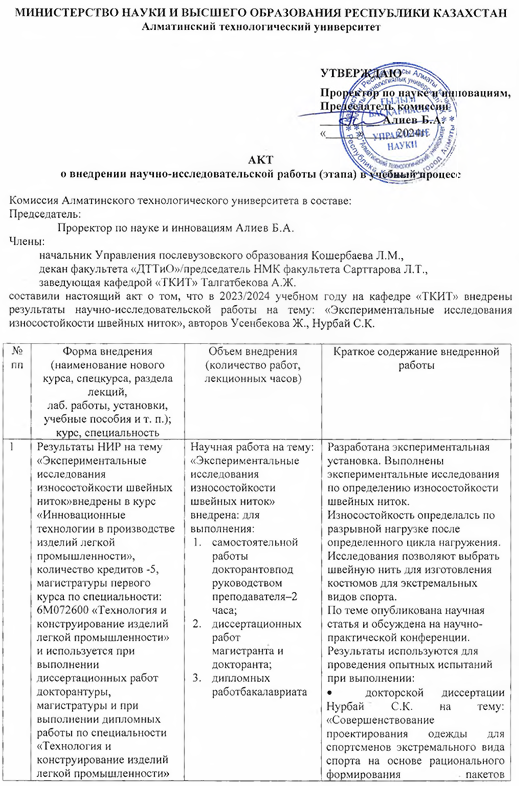 МИНИСТЕРСТВО НАУКИ И ВЫСШЕГО ОБРАЗОВАНИЯ РЕСПУБЛИКИ КАЗАХСТАН
Алматинский технологический университет
УТВЕРЖДАЮ
Проректор по науке и инновациям,
Председатель комиссии
Алиев Б.А.
« 2024г
ҒЫЛЫМ
БАСҚАРМАСЫ
УПРАВЛЕНИЕ
НАУКИ
АКТ
о внедрении научно-исследовательской работы (этапа) в учебный процесс
Комиссия Алматинского технологического университета в составе:
Председатель:
Проректор по науке и инновациям Алиев Б.А.
Члены:
начальник Управления послевузовского образования Кошербаева Л.М.,
декан факультета «ДТТиО»/председатель НМК факультета Сарттарова Л.Т.,
заведующая кафедрой «ТКИТ» Талгатбекова А.Ж.
составили настоящий акт о том, что в 2023/2024 учебном году на кафедре «ТКИТ» внедрены
результаты научно-исследовательской работы на тему: «Экспериментальные исследования
износостойкости швейных ниток», авторов Усенбекова Ж., Нурбай С.К.
№
пп
Форма внедрения
(наименование нового
курса, спецкурса, раздела
лекций,
лаб. работы, установки,
учебные пособия и т. п.);
курс, специальность
Объем внедрения
(количество работ,
лекционных часов)
Краткое содержание внедренной
работы
1
Результаты НИР на тему
«Экспериментальные
исследования
износостойкости швейных
ниток»внедрены в курс
«Инновационные
технологии в производстве
изделий легкой
промышленности»,
количество кредитов -5,
магистратуры первого
курса по специальности:
6М072600 «Технология и
конструирование изделий
легкой промышленности»
и используется при
выполнении
диссертационных работ
докторантуры,
магистратуры и при
выполнении дипломных
работы по специальности
«Технология и
конструирование изделий
легкой промышленности»
Научная работа на тему:
«Экспериментальные
исследования
износостойкости
швейных ниток»
внедрена: для
выполнения:
1. самостоятельной
работы
докторантовпод
руководством
преподавателя–2
часа;
2. диссертационных
работ
магистранта и
докторанта;
3. дипломных
работбакалавриата
Разработана экспериментальная
установка. Выполнены
экспериментальные исследования
по определению износостойкости
швейных ниток.
Износостойкость определалсь по
разрывной нагрузке после
определенного цикла нагружения.
Исследования позволяют выбрать
швейную нить для изготовления
костюмов для экстремальных
видов спорта.
По теме опубликована научная
статья и обсуждена на научно-
практической конференции.
Результаты используются для
проведения опытных испытаний
при выполнении:
• докторской диссертации
Нурбай С.К. на тему:
«Совершенствование
проектирования одежды для
спортсменов экстремального вида
спорта на основе рационального
формирования пакетов